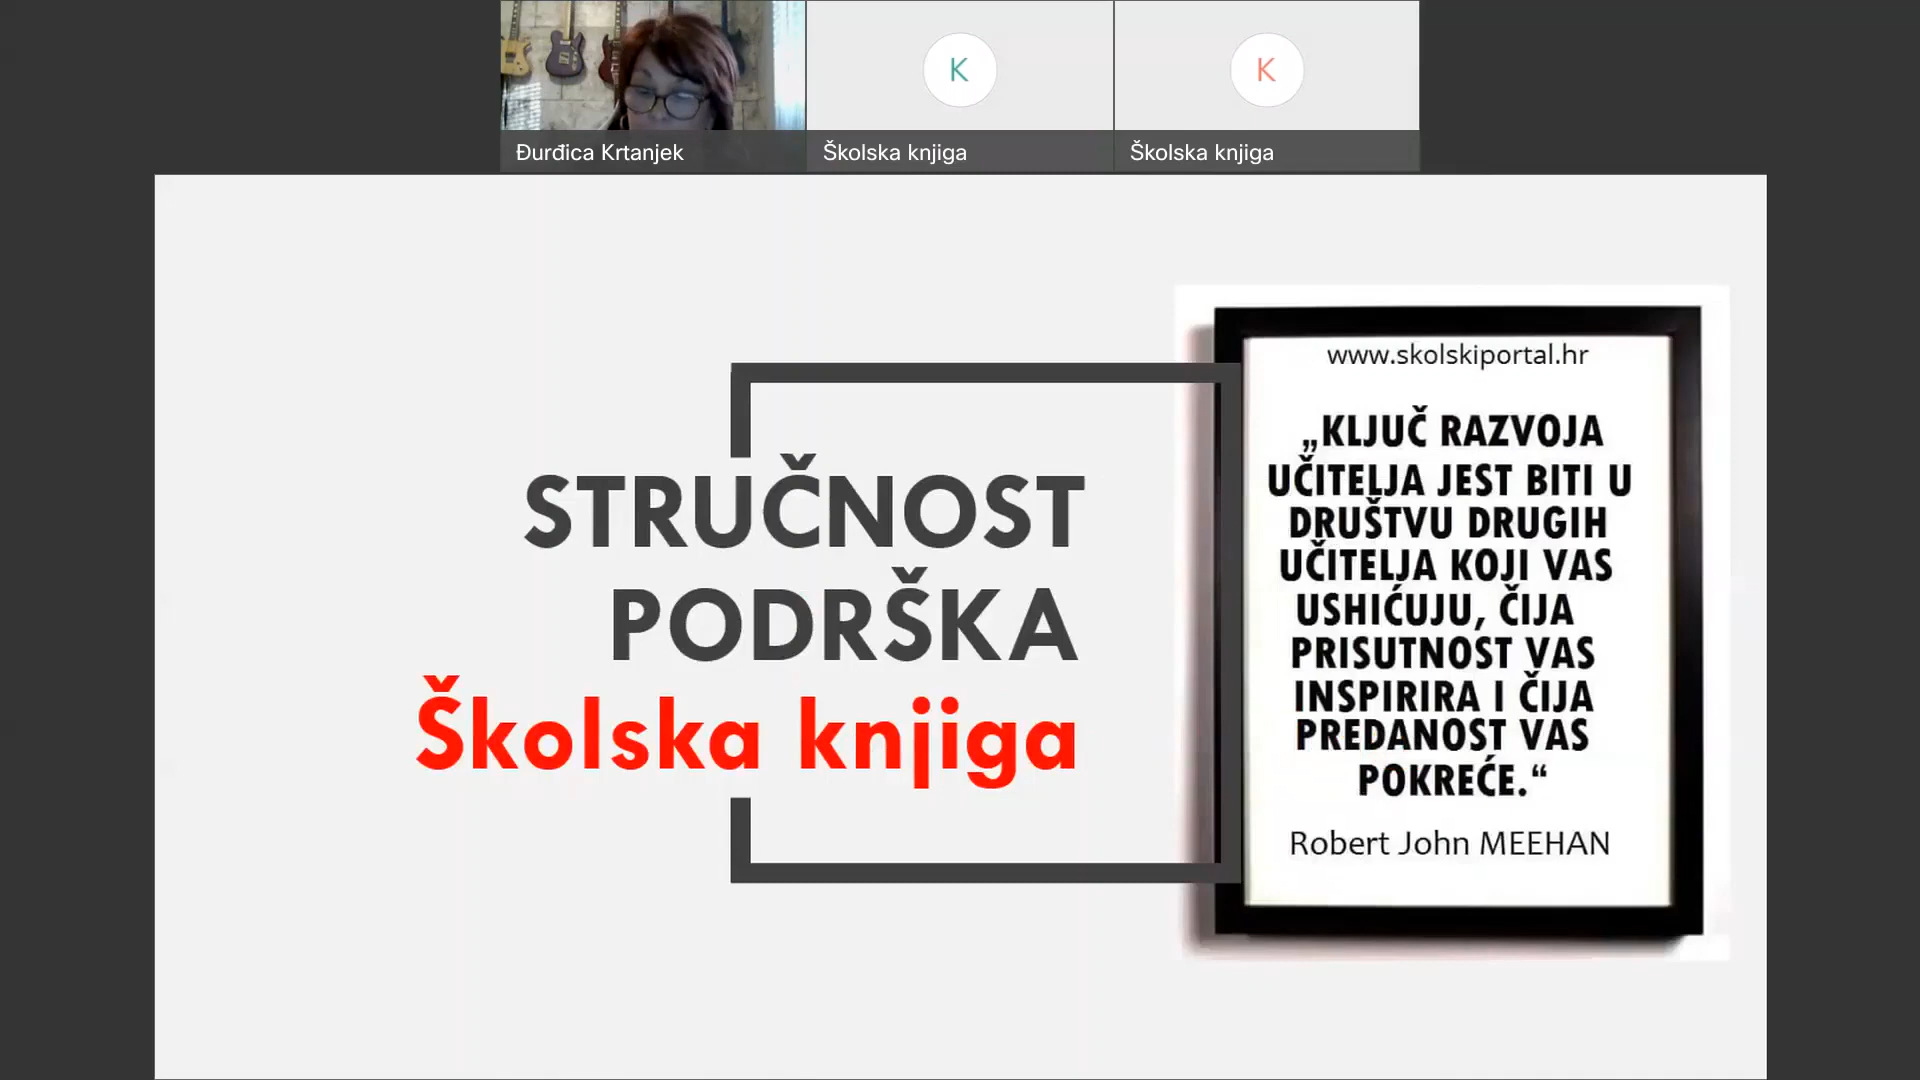 K
K
Đurđica Krtanjek
Školska knjiga
Školska knjiga
STRUČNOST
PODRŠKA
Školska knjiga
www.skolskiportal.hr
„KLJUČ RAZVOJA
UČITELJA JEST BITI U
DRUŠTVU DRUGIH
UČITELJA KOJI VAS
USHIĆUJU, ČIJA
PRISUTNOST VAS
INSPIRIRA I ČIJA
PREDANOST VAS
POKREĆE.“
Robert John MEEHAN